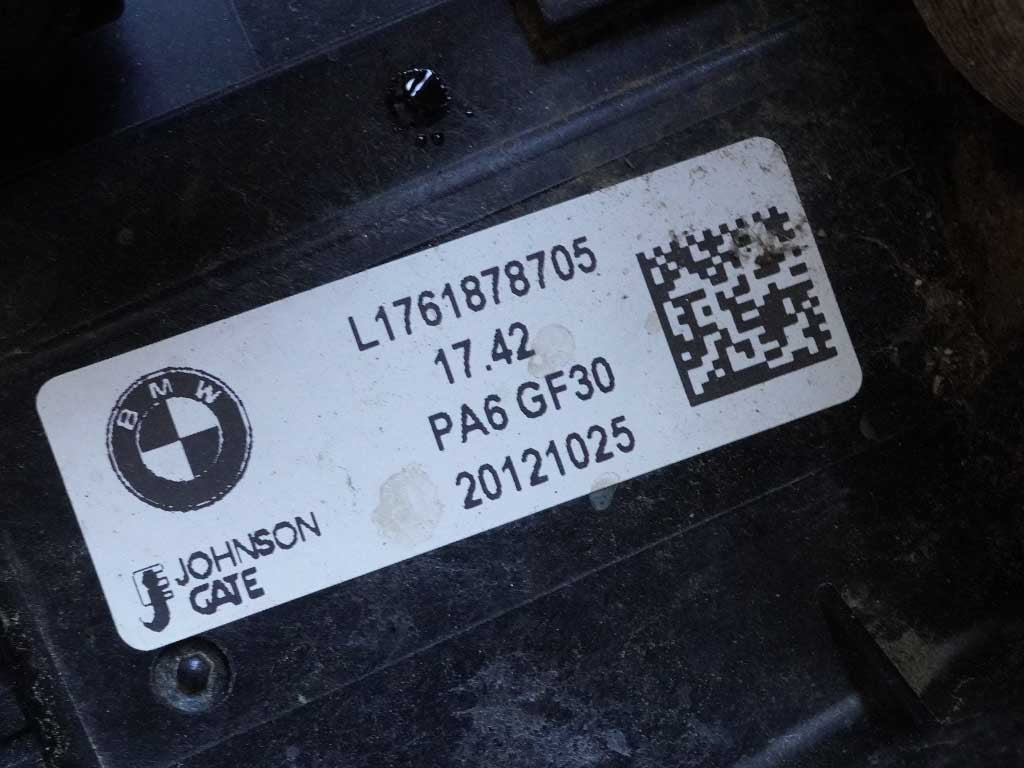 L1761878705
17.42
PA6 GF30
20121025
BMW
JOHNSON
GATE